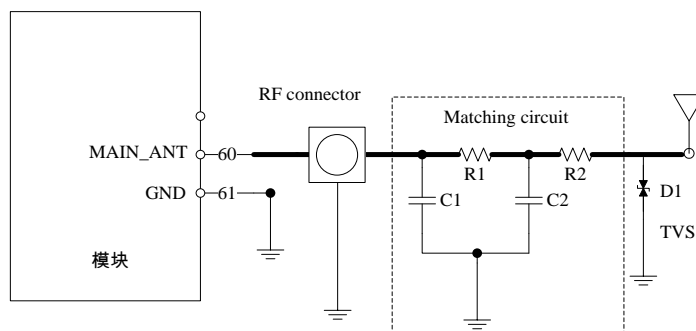 RF connector
Matching circuit
MAIN_ANT
60
R1
R2
GND
61
C1
C2
D1
TVS
模块